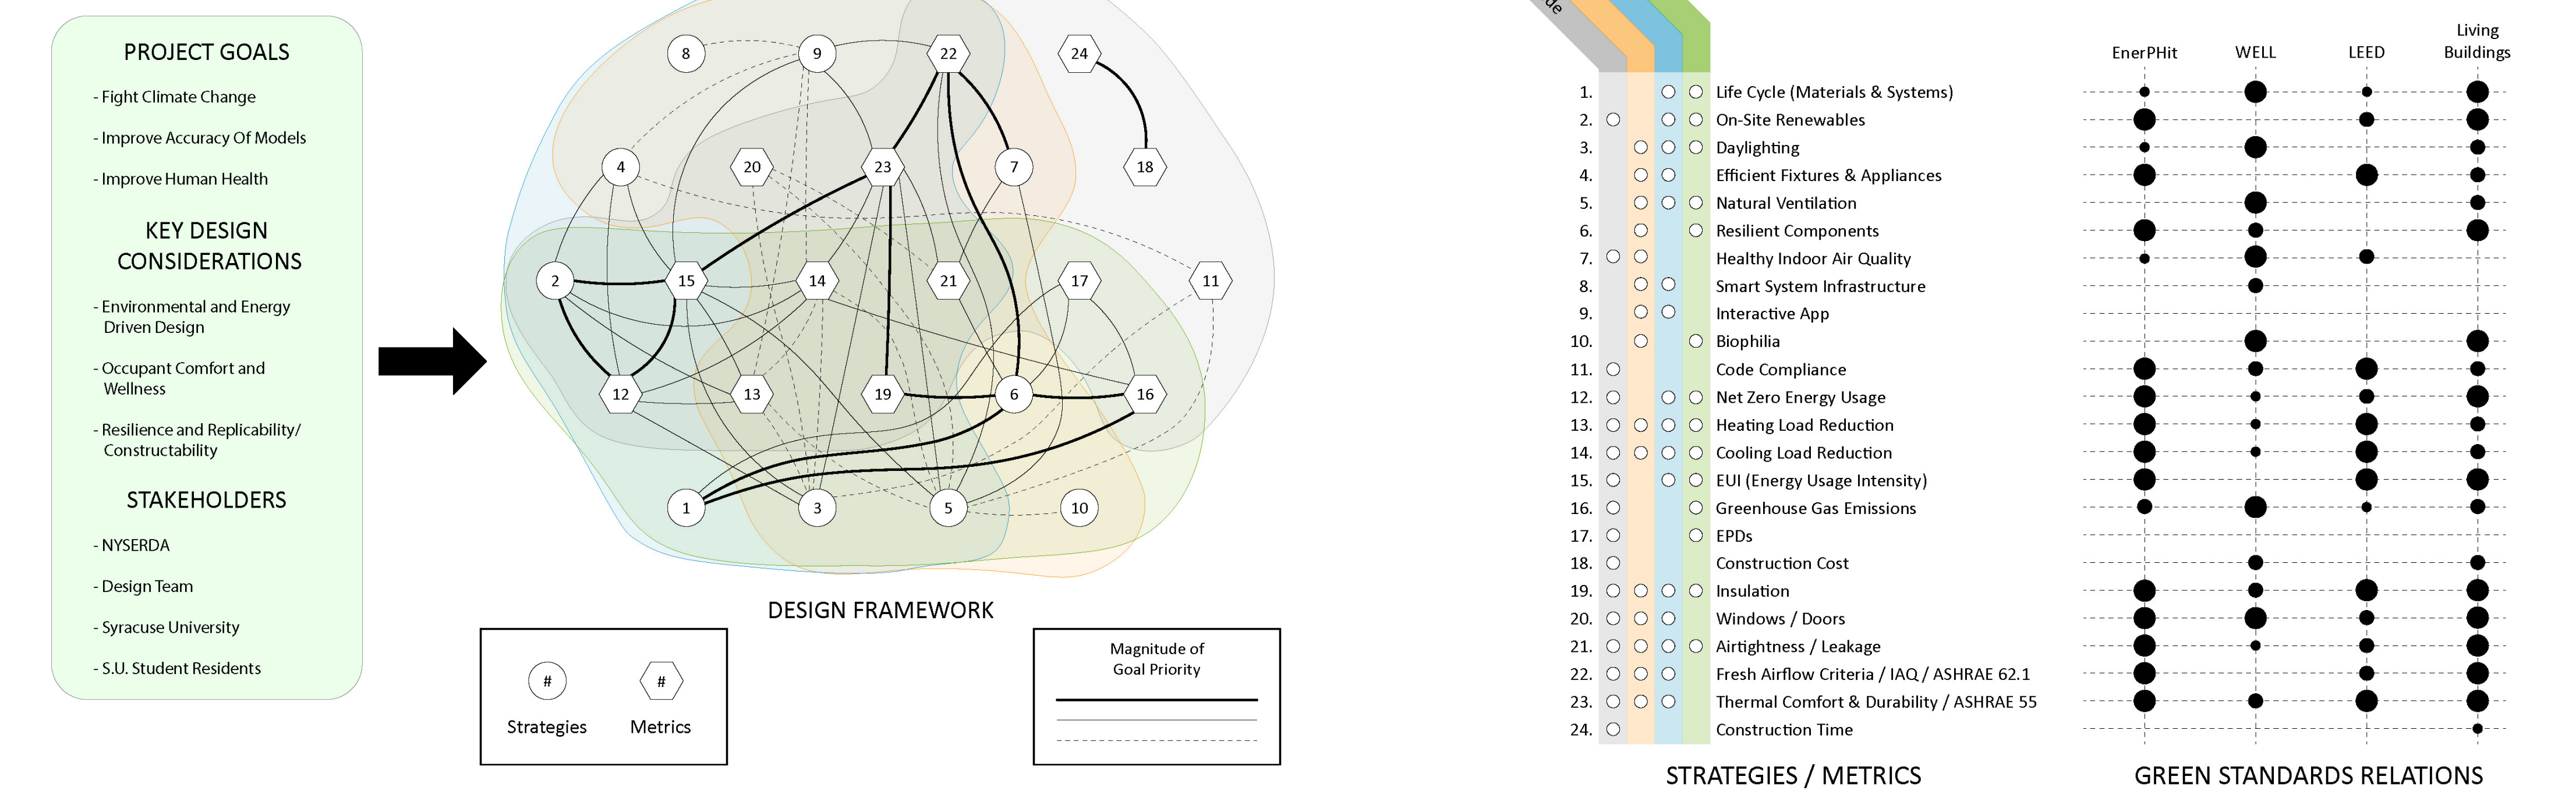 PROJECT GOALS
- Fight Climate Change
- Improve Accuracy Of Models
- Improve Human Health
KEY DESIGN
CONSIDERATIONS
- Environmental and Energy
Driven Design
- Occupant Comfort and
Wellness
- Resilience and Replicability/
Constructability
STAKEHOLDERS
- NYSERDA
- Design Team
- Syracuse University
- S.U. Student Residents
8 9 22 24
4 20 23 7 18
2 15 14 21 17 11
12 13 19 6 16
1 3 5 10
DESIGN FRAMEWORK
# #
Strategies Metrics
Magnitude of
Goal Priority
de
EnerPHit WELL LEED Living
Buildings
1. Life Cycle (Materials & Systems)
2. On-Site Renewables
3. Daylighting
4. Efficient Fixtures & Appliances
5. Natural Ventilation
6. Resilient Components
7. Healthy Indoor Air Quality
8. Smart System Infrastructure
9. Interactive App
10. Biophilia
11. Code Compliance
12. Net Zero Energy Usage
13. Heating Load Reduction
14. Cooling Load Reduction
15. EUI (Energy Usage Intensity)
16. Greenhouse Gas Emissions
17. EPDs
18. Construction Cost
19. Insulation
20. Windows / Doors
21. Airtightness / Leakage
22. Fresh Airflow Criteria / IAQ / ASHRAE 62.1
23. Thermal Comfort & Durability / ASHRAE 55
24. Construction Time
STRATEGIES / METRICS
GREEN STANDARDS RELATIONS